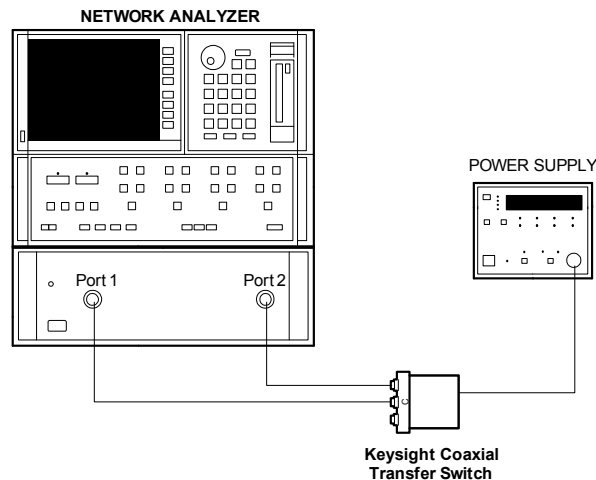 NETWORK ANALYZER
POWER SUPPLY
Port 1
Port 2
C
Keysight Coaxial
Transfer Switch